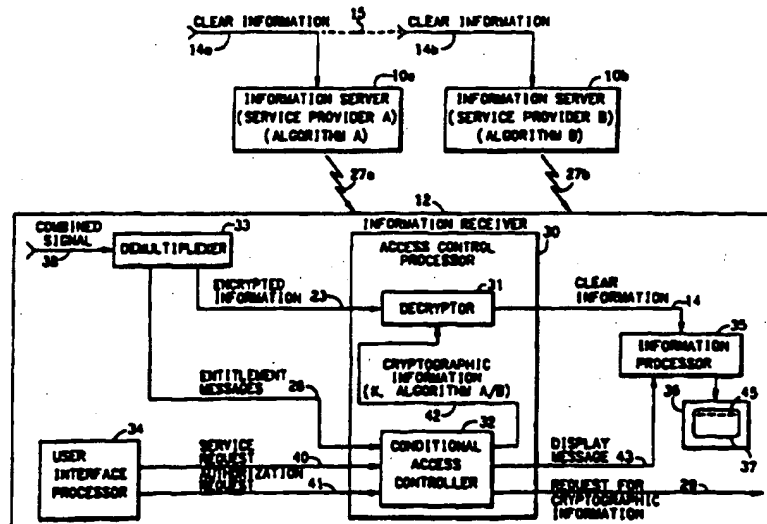 CLEAR INFORMATION
15
CLEAR INFORMATION
14a
14b
10a
10b
INFORMATION SERVER
(SERVICE PROVIDER A)
(ALGORITHM A)
INFORMATION SERVER
(SERVICE PROVIDER B)
(ALGORITHM B)
27a
27b
12
COMBINED
SIGNAL
38
33
DEMULTIPLEXER
INFORMATION RECEIVER
30
ACCESS CONTROL
PROCESSOR
ENCRYPTED
INFORMATION
23
31
DECRYPTOR
CLEAR
INFORMATION
14
35
INFORMATION
PROCESSOR
ENTITLEMENT
MESSAGES
CRYPTOGRAPHIC
INFORMATION
(K, ALGORITHM A/B)
42
36
45
37
34
USER
INTERFACE
PROCESSOR
SERVICE
REQUEST
40
AUTHORIZATION
REQUEST
41
32
CONDITIONAL
ACCESS
CONTROLLER
DISPLAY
MESSAGE
43
REQUEST FOR
CRYPTOGRAPHIC
INFORMATION
29